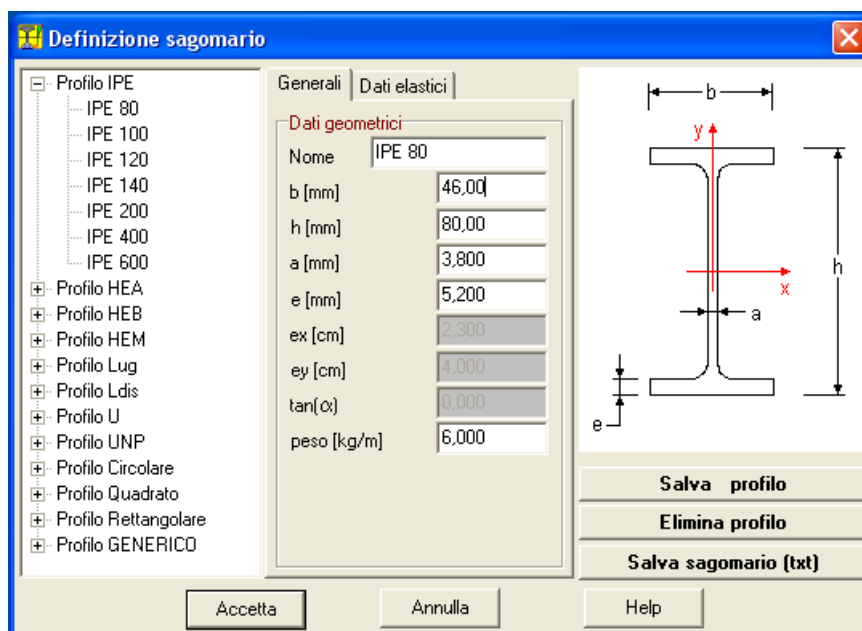 Definizione sagomario
Profilo IPE
IPE 80
IPE 100
IPE 120
IPE 140
IPE 200
IPE 400
IPE 600
Profilo HEA
Profilo HEB
Profilo HEM
Profilo Lug
Profilo Ldis
Profilo U
Profilo UNP
Profilo Circolare
Profilo Quadrato
Profilo Rettangolare
Profilo GENERICO
Generali Dati elastici
Dati geometrici
Nome IPE 80
b [mm] 46,00
h [mm] 80,00
a [mm] 3,800
e [mm] 5,200
ex [cm] 2,300
ey [cm] 4,000
tan(α) 0,000
peso [kg/m] 6,000
b
y
h
x
a
e
Salva profilo
Elimina profilo
Salva sagomario (txt)
Accetta Annulla Help